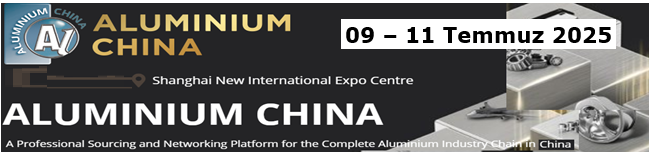 ALUMINIUM CHINA
ALUMINIUM
CHINA
09 – 11 Temmuz 2025
Shanghai New International Expo Centre
ALUMINIUM CHINA
A Professional Sourcing and Networking Platform for the Complete Aluminium Industry Chain in China